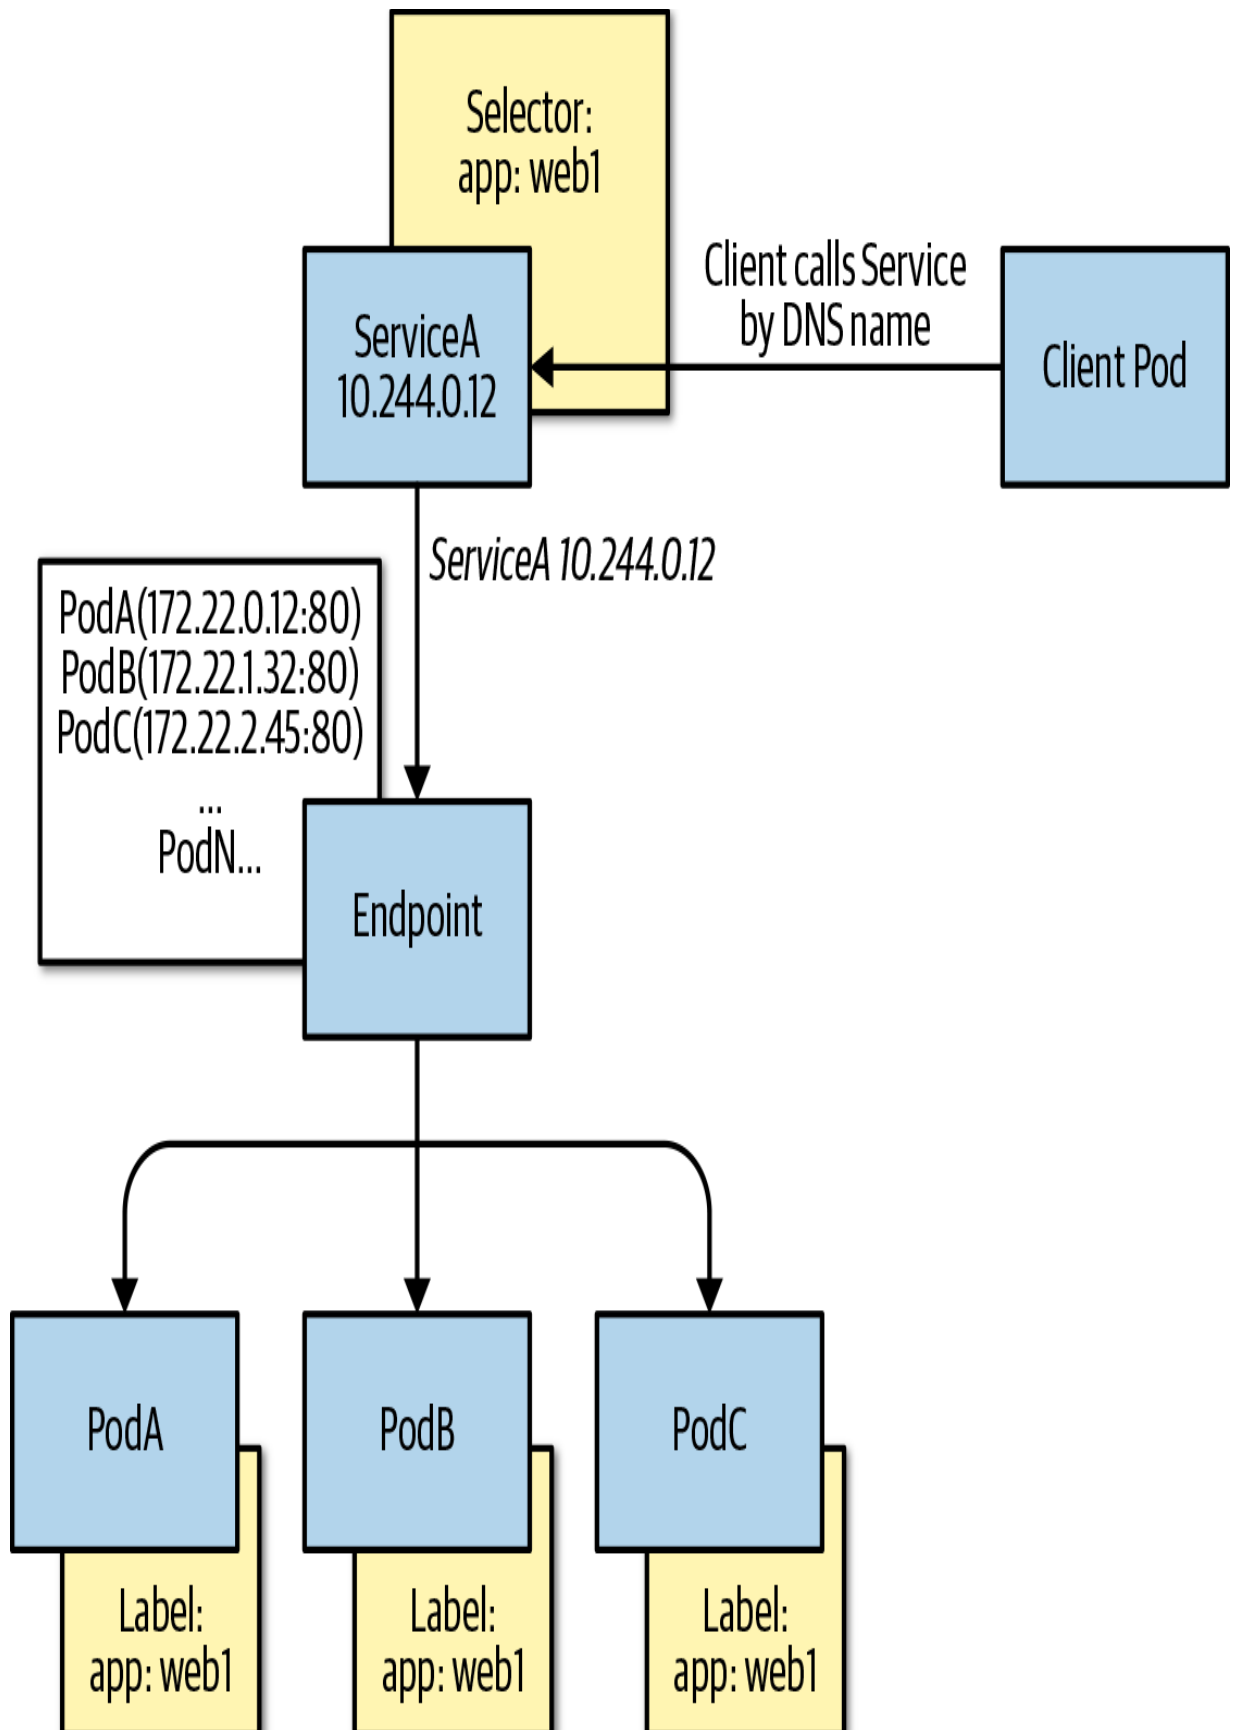 Selector:
app: web1
Client calls Service
by DNS name
ServiceA
10.244.0.12
Client Pod
ServiceA 10.244.0.12
PodA(172.22.0.12:80)
PodB(172.22.1.32:80)
PodC(172.22.2.45:80)
...
PodN...
Endpoint
PodA
PodB
PodC
Label:
app: web1
Label:
app: web1
Label:
app: web1